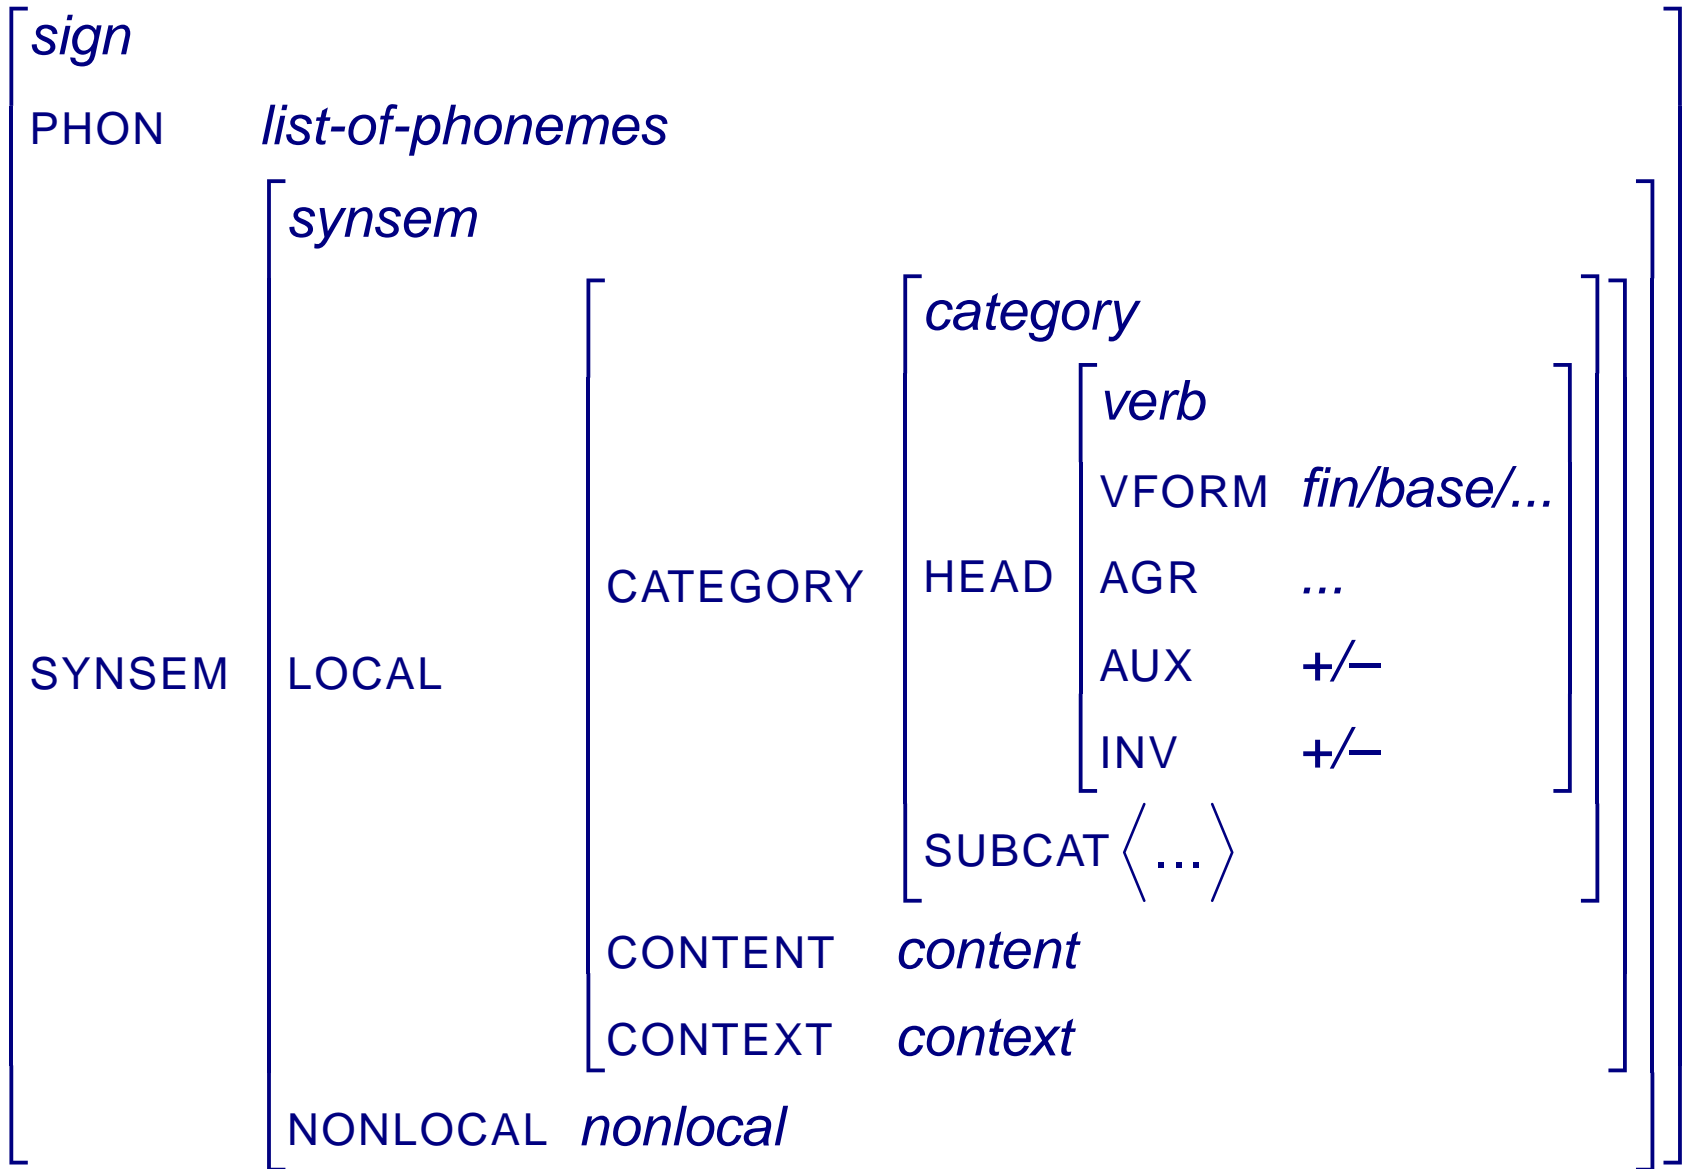 sign
PHON list-of-phonemes
synsem
category
verb
VFORM fin/base/...
HEAD AGR ...
CATEGORY
AUX +/−
SYNSEM LOCAL
INV +/−
SUBCAT ⟨...⟩
CONTENT content
CONTEXT context
NONLOCAL nonlocal